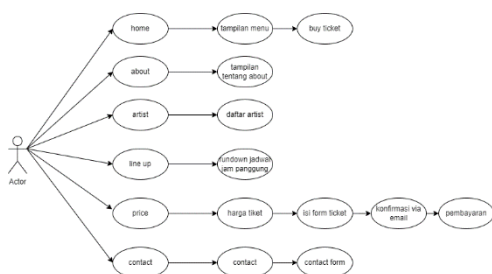 home
tampilan menu
buy ticket
about
tampilan
tentang about
artist
daftar artist
line up
rundown jadwal
jam panggung
Actor
price
harga tiket
isi form ticket
konfirmasi via
email
pembayaran
contact
contact
contact form